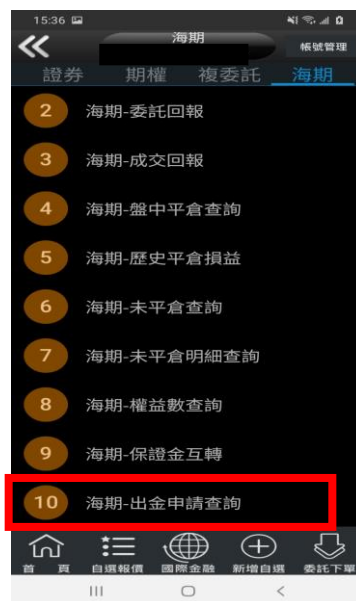 15:36
海期
帳號管理
證券 期權 複委託 海期
2 海期-委託回報
3 海期-成交回報
4 海期-盤中平倉查詢
5 海期-歷史平倉損益
6 海期-未平倉查詢
7 海期-未平倉明細查詢
8 海期-權益數查詢
9 海期-保證金互轉
10 海期-出金申請查詢
首頁 自選報價 國際金融 新增自選 委託下單